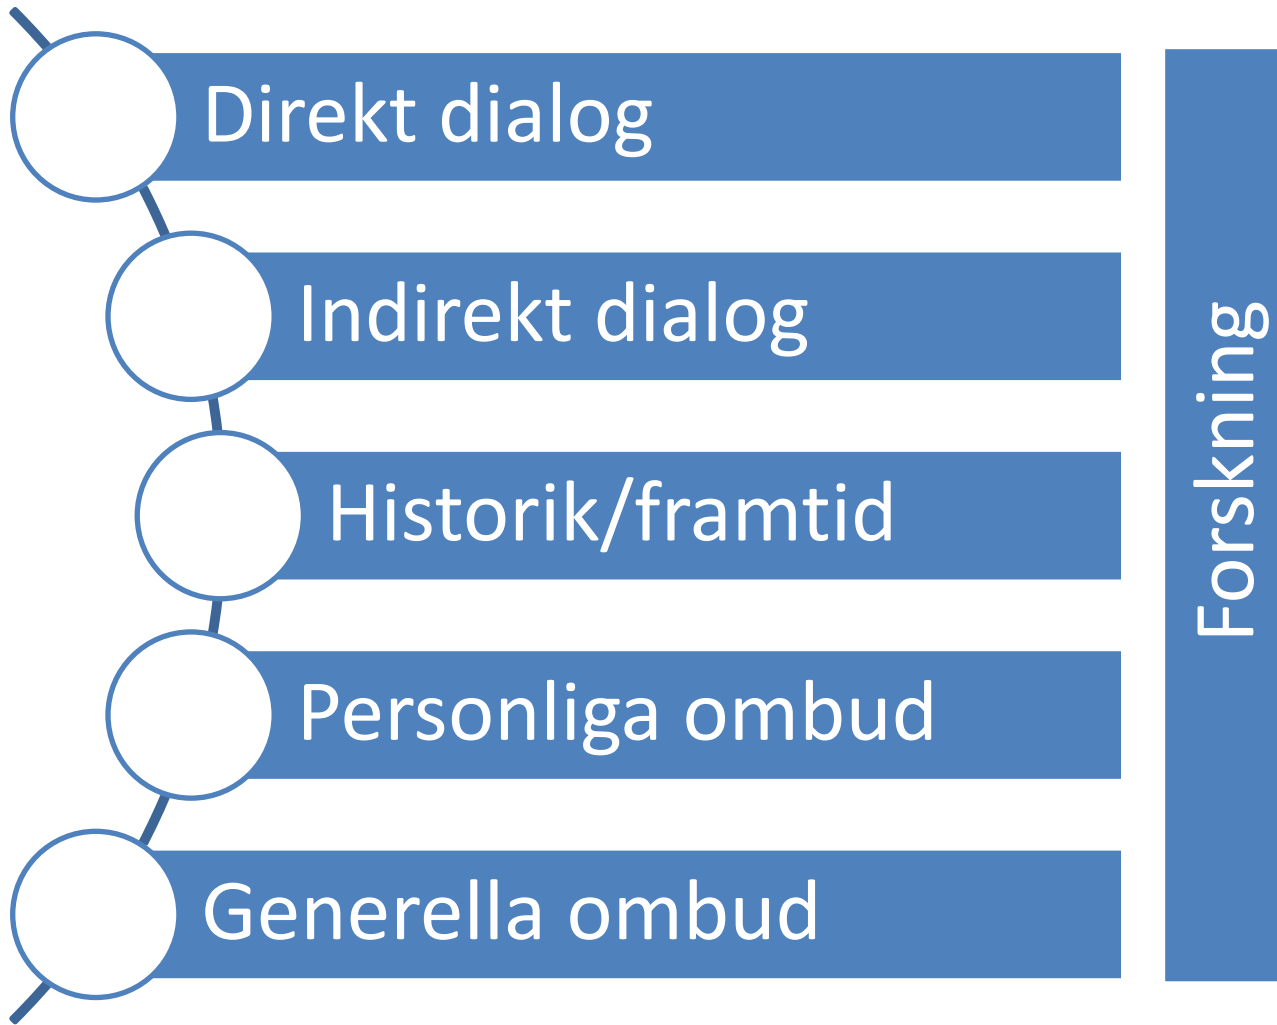 Direkt dialog
Indirekt dialog
Historik/framtid
Personliga ombud
Generella ombud
Forskning